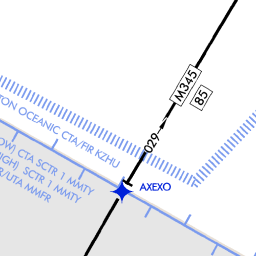 M345
85
029
TON OCEANIC CTA/FIR KZHU
AXEXO
OW) CTA SCTR 1 MMTY
IGH) SCTR 1 MMTY
R/UTA MMFR